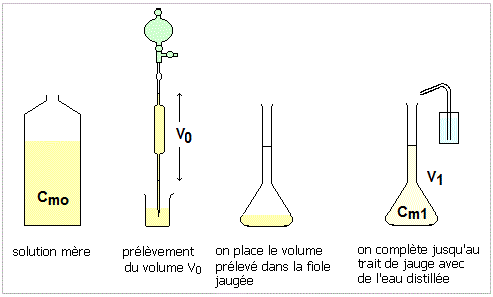 Cmo
V0
V1
Cm1
solution mère
prélèvement
du volume V0
on place le volume
prélevé dans la fiole
jaugée
on complète jusqu'au
trait de jauge avec
de l'eau distillée